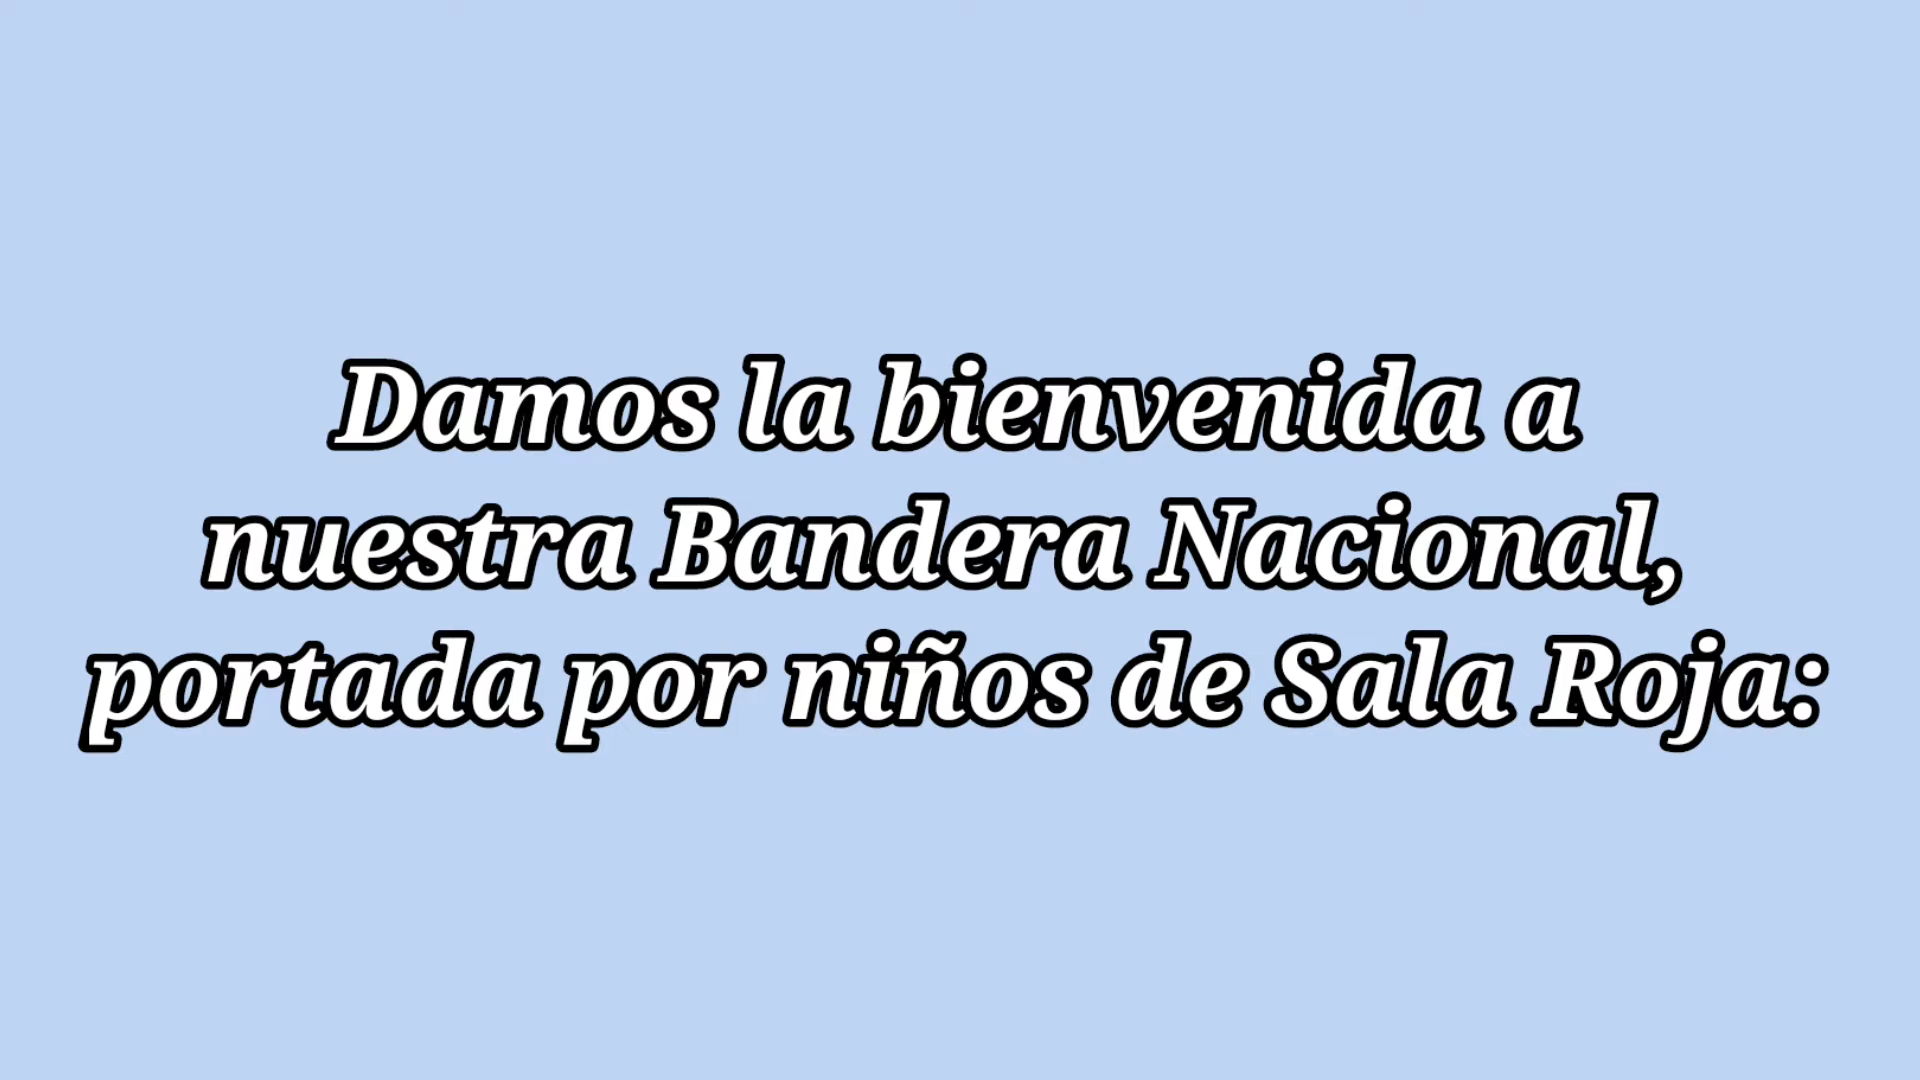 Damos la bienvenida a
nuestra Bandera Nacional,
portada por niños de Sala Roja: